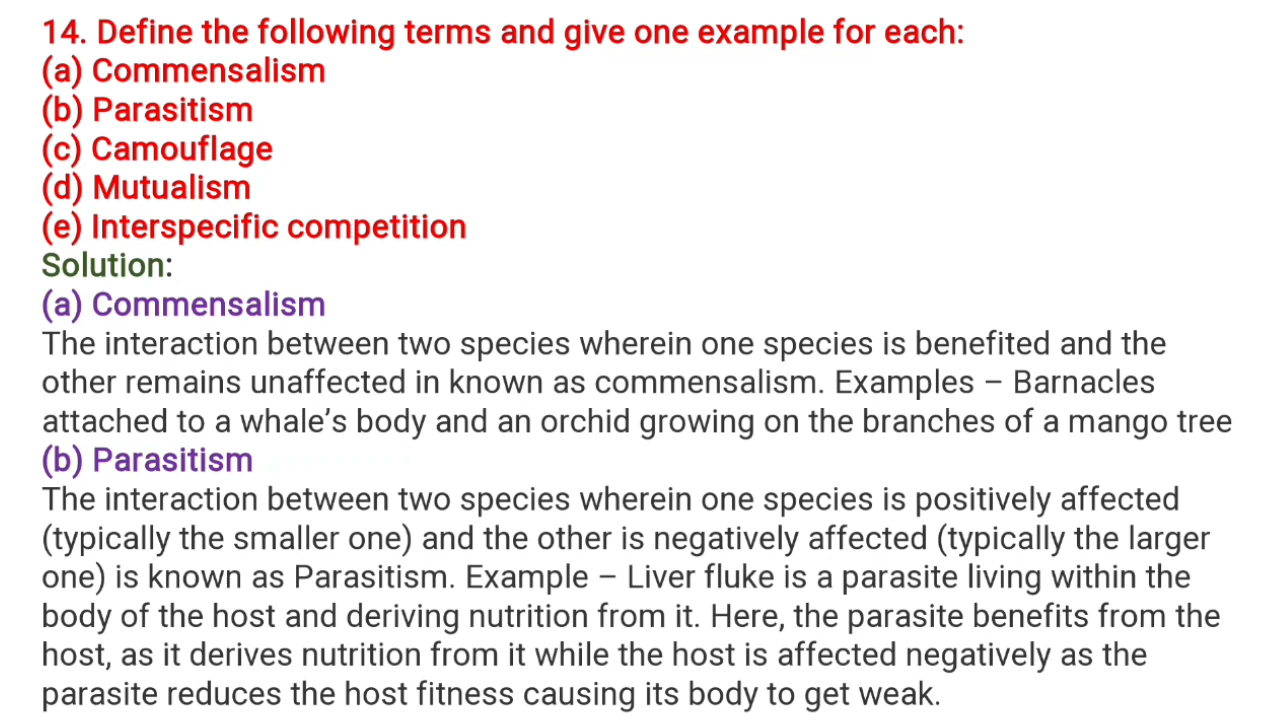 14. Define the following terms and give one example for each:
(a) Commensalism
(b) Parasitism
(c) Camouflage
(d) Mutualism
(e) Interspecific competition
Solution:
(a) Commensalism
The interaction between two species wherein one species is benefited and the
other remains unaffected in known as commensalism. Examples – Barnacles
attached to a whale’s body and an orchid growing on the branches of a mango tree
(b) Parasitism
The interaction between two species wherein one species is positively affected
(typically the smaller one) and the other is negatively affected (typically the larger
one) is known as Parasitism. Example – Liver fluke is a parasite living within the
body of the host and deriving nutrition from it. Here, the parasite benefits from the
host, as it derives nutrition from it while the host is affected negatively as the
parasite reduces the host fitness causing its body to get weak.